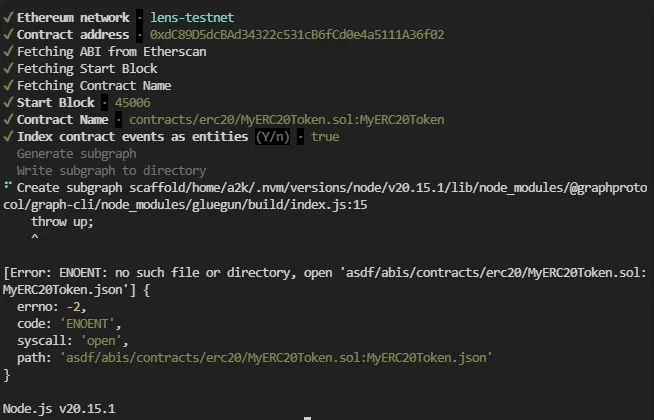 ✓ Ethereum network · lens-testnet
✓ Contract address · 0xdC89D5dcBAd34322c531cB6fCd0e4a5111A36f02
✓ Fetching ABI from Etherscan
✓ Fetching Start Block
✓ Fetching Contract Name
✓ Start Block · 45006
✓ Contract Name · contracts/erc20/MyERC20Token.sol:MyERC20Token
✓ Index contract events as entities (Y/n) · true
Generate subgraph
Write subgraph to directory
⠋ Create subgraph scaffold/home/a2k/.nvm/versions/node/v20.15.1/lib/node_modules/@graphproto
col/graph-cli/node_modules/gluegun/build/index.js:15
throw up;
^
[Error: ENOENT: no such file or directory, open 'asdf/abis/contracts/erc20/MyERC20Token.sol:
MyERC20Token.json'] {
errno: -2,
code: 'ENOENT',
syscall: 'open',
path: 'asdf/abis/contracts/erc20/MyERC20Token.sol:MyERC20Token.json'
}
Node.js v20.15.1